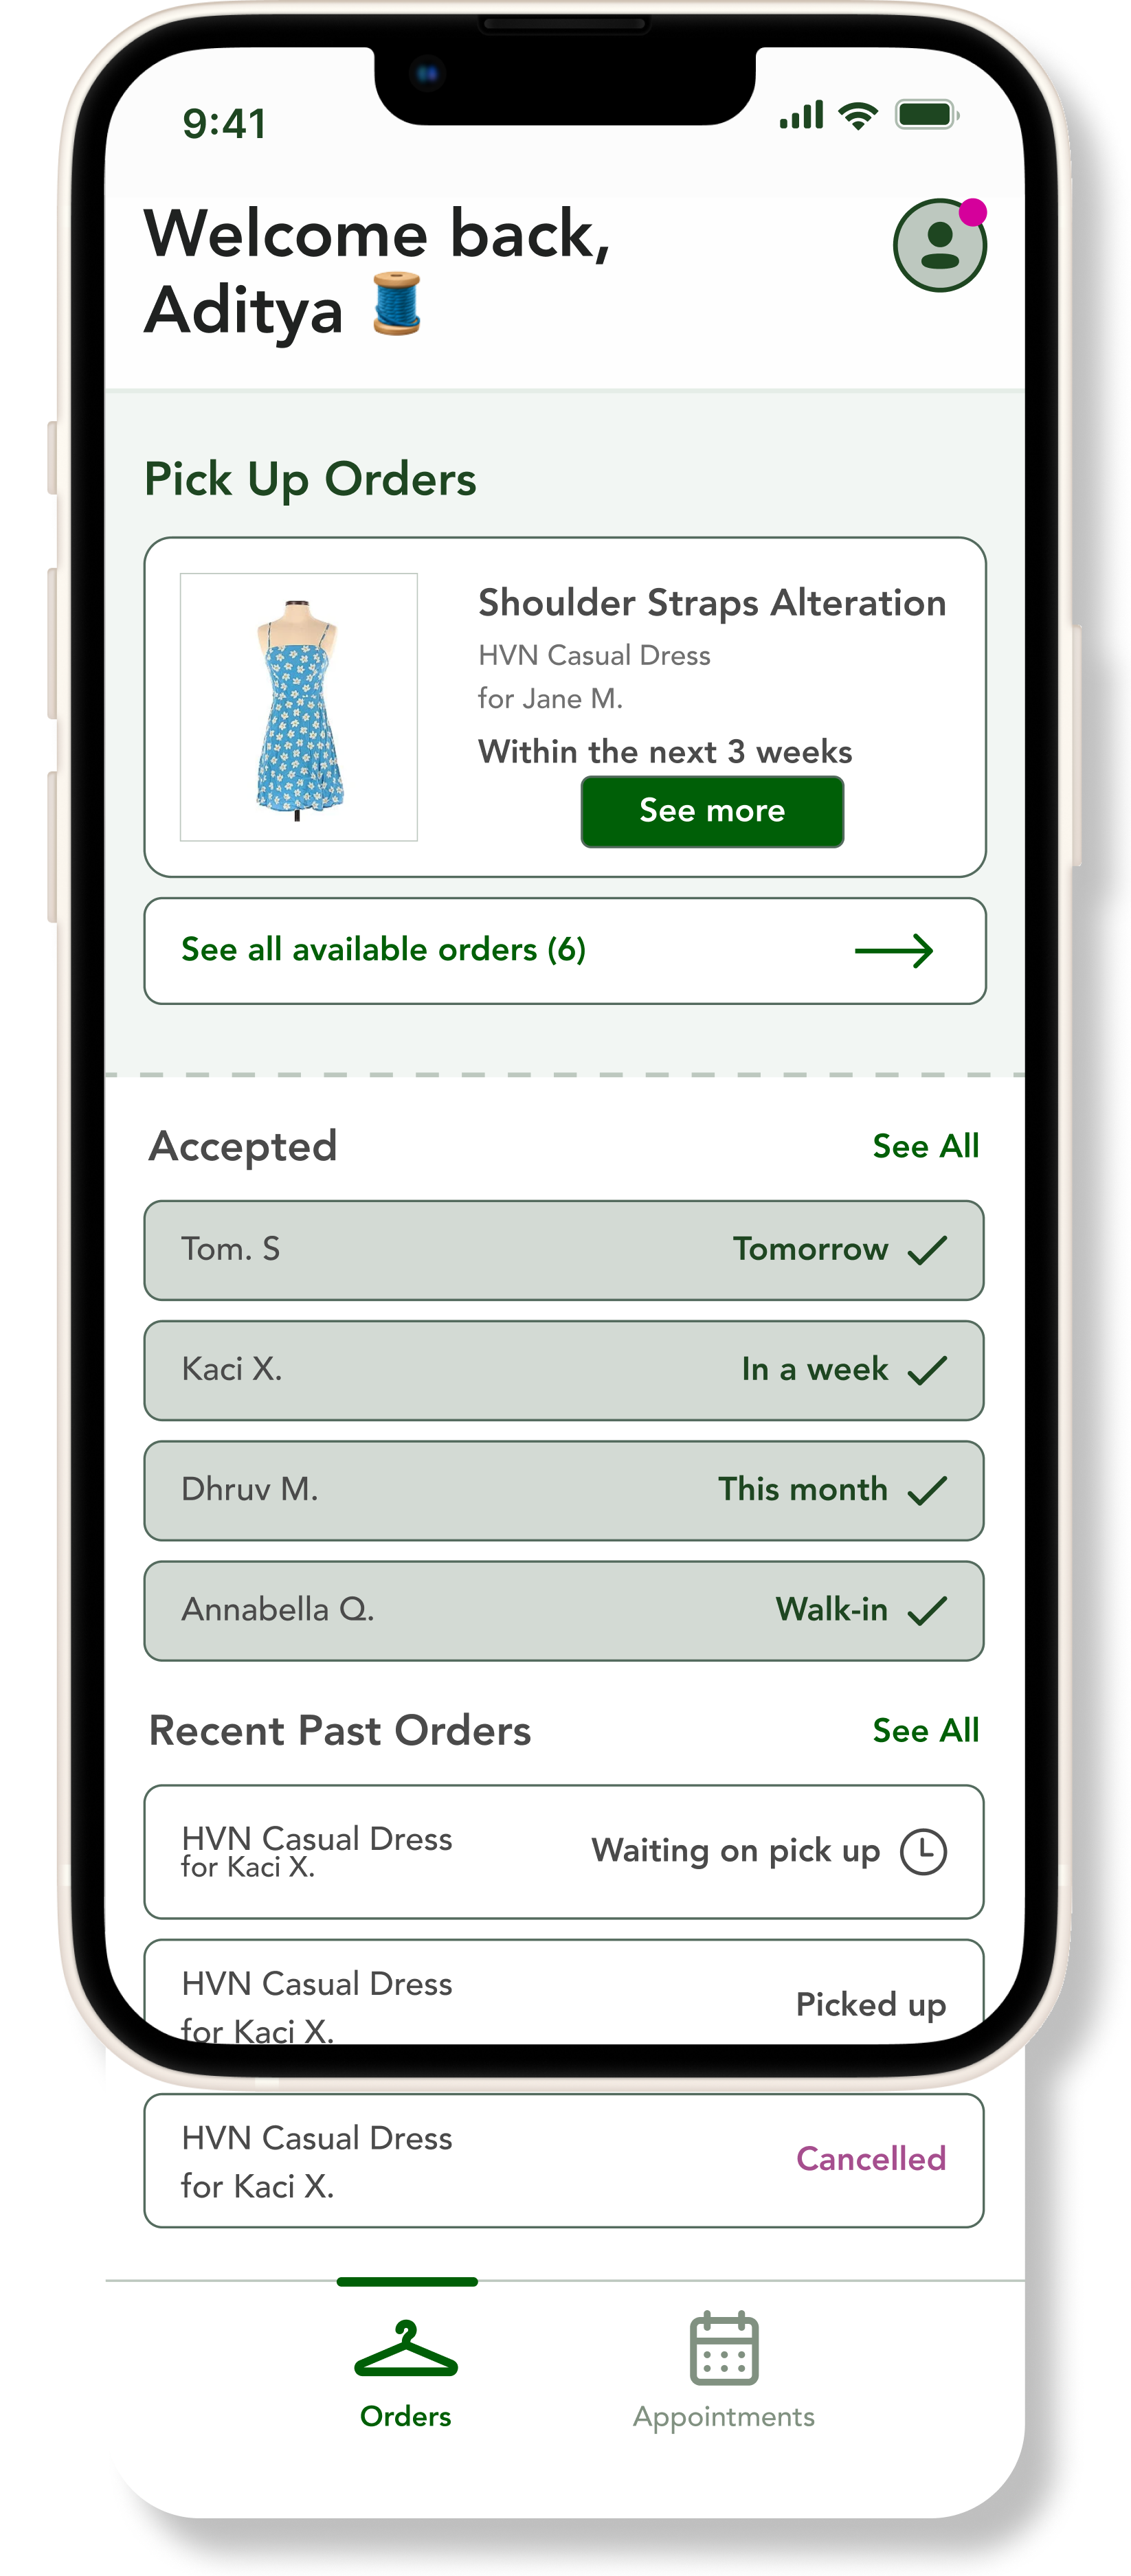 9:41
Welcome back,
Aditya
Pick Up Orders
Shoulder Straps Alteration
HVN Casual Dress
for Jane M.
Within the next 3 weeks
See more
See all available orders (6)
Accepted
See All
Tom. S
Tomorrow
Kaci X.
In a week
Dhruv M.
This month
Annabella Q.
Walk-in
Recent Past Orders
See All
HVN Casual Dress
for Kaci X.
Waiting on pick up
HVN Casual Dress
for Kaci X.
Picked up
HVN Casual Dress
for Kaci X.
Cancelled
Orders
Appointments